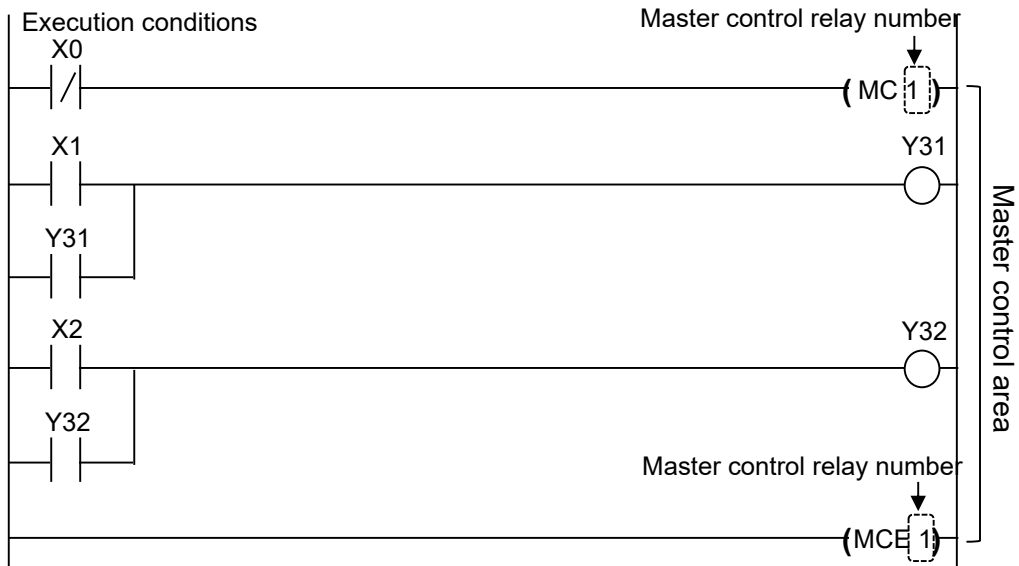 Execution conditions
Master control relay number
X0
(MC 1)
X1
Y31
Y31
X2
Y32
Y32
Master control relay number
(MCE 1)
Master control area